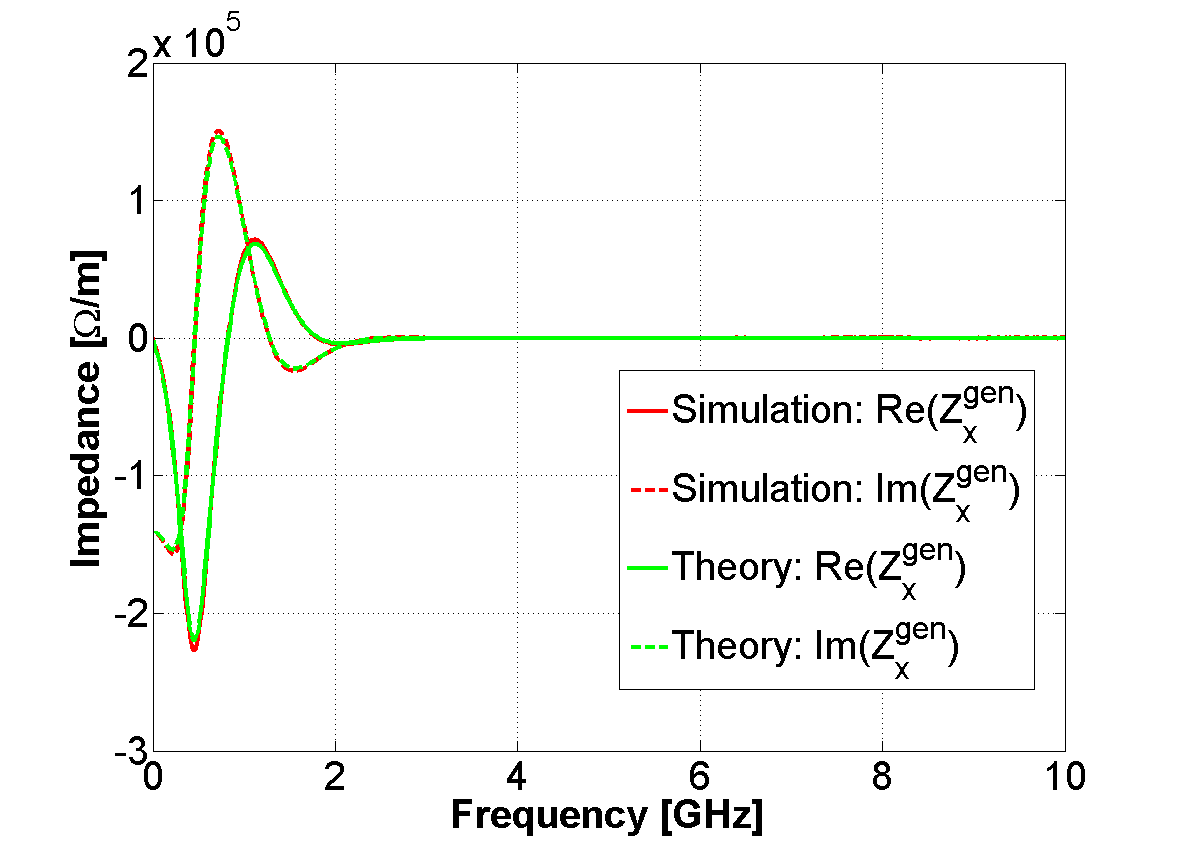 x 10^5
2
1
0
-1
-2
-3
Impedance [Ω/m]
Simulation: Re(Z_x^gen)
Simulation: Im(Z_x^gen)
Theory: Re(Z_x^gen)
Theory: Im(Z_x^gen)
0 2 4 6 8 10
Frequency [GHz]